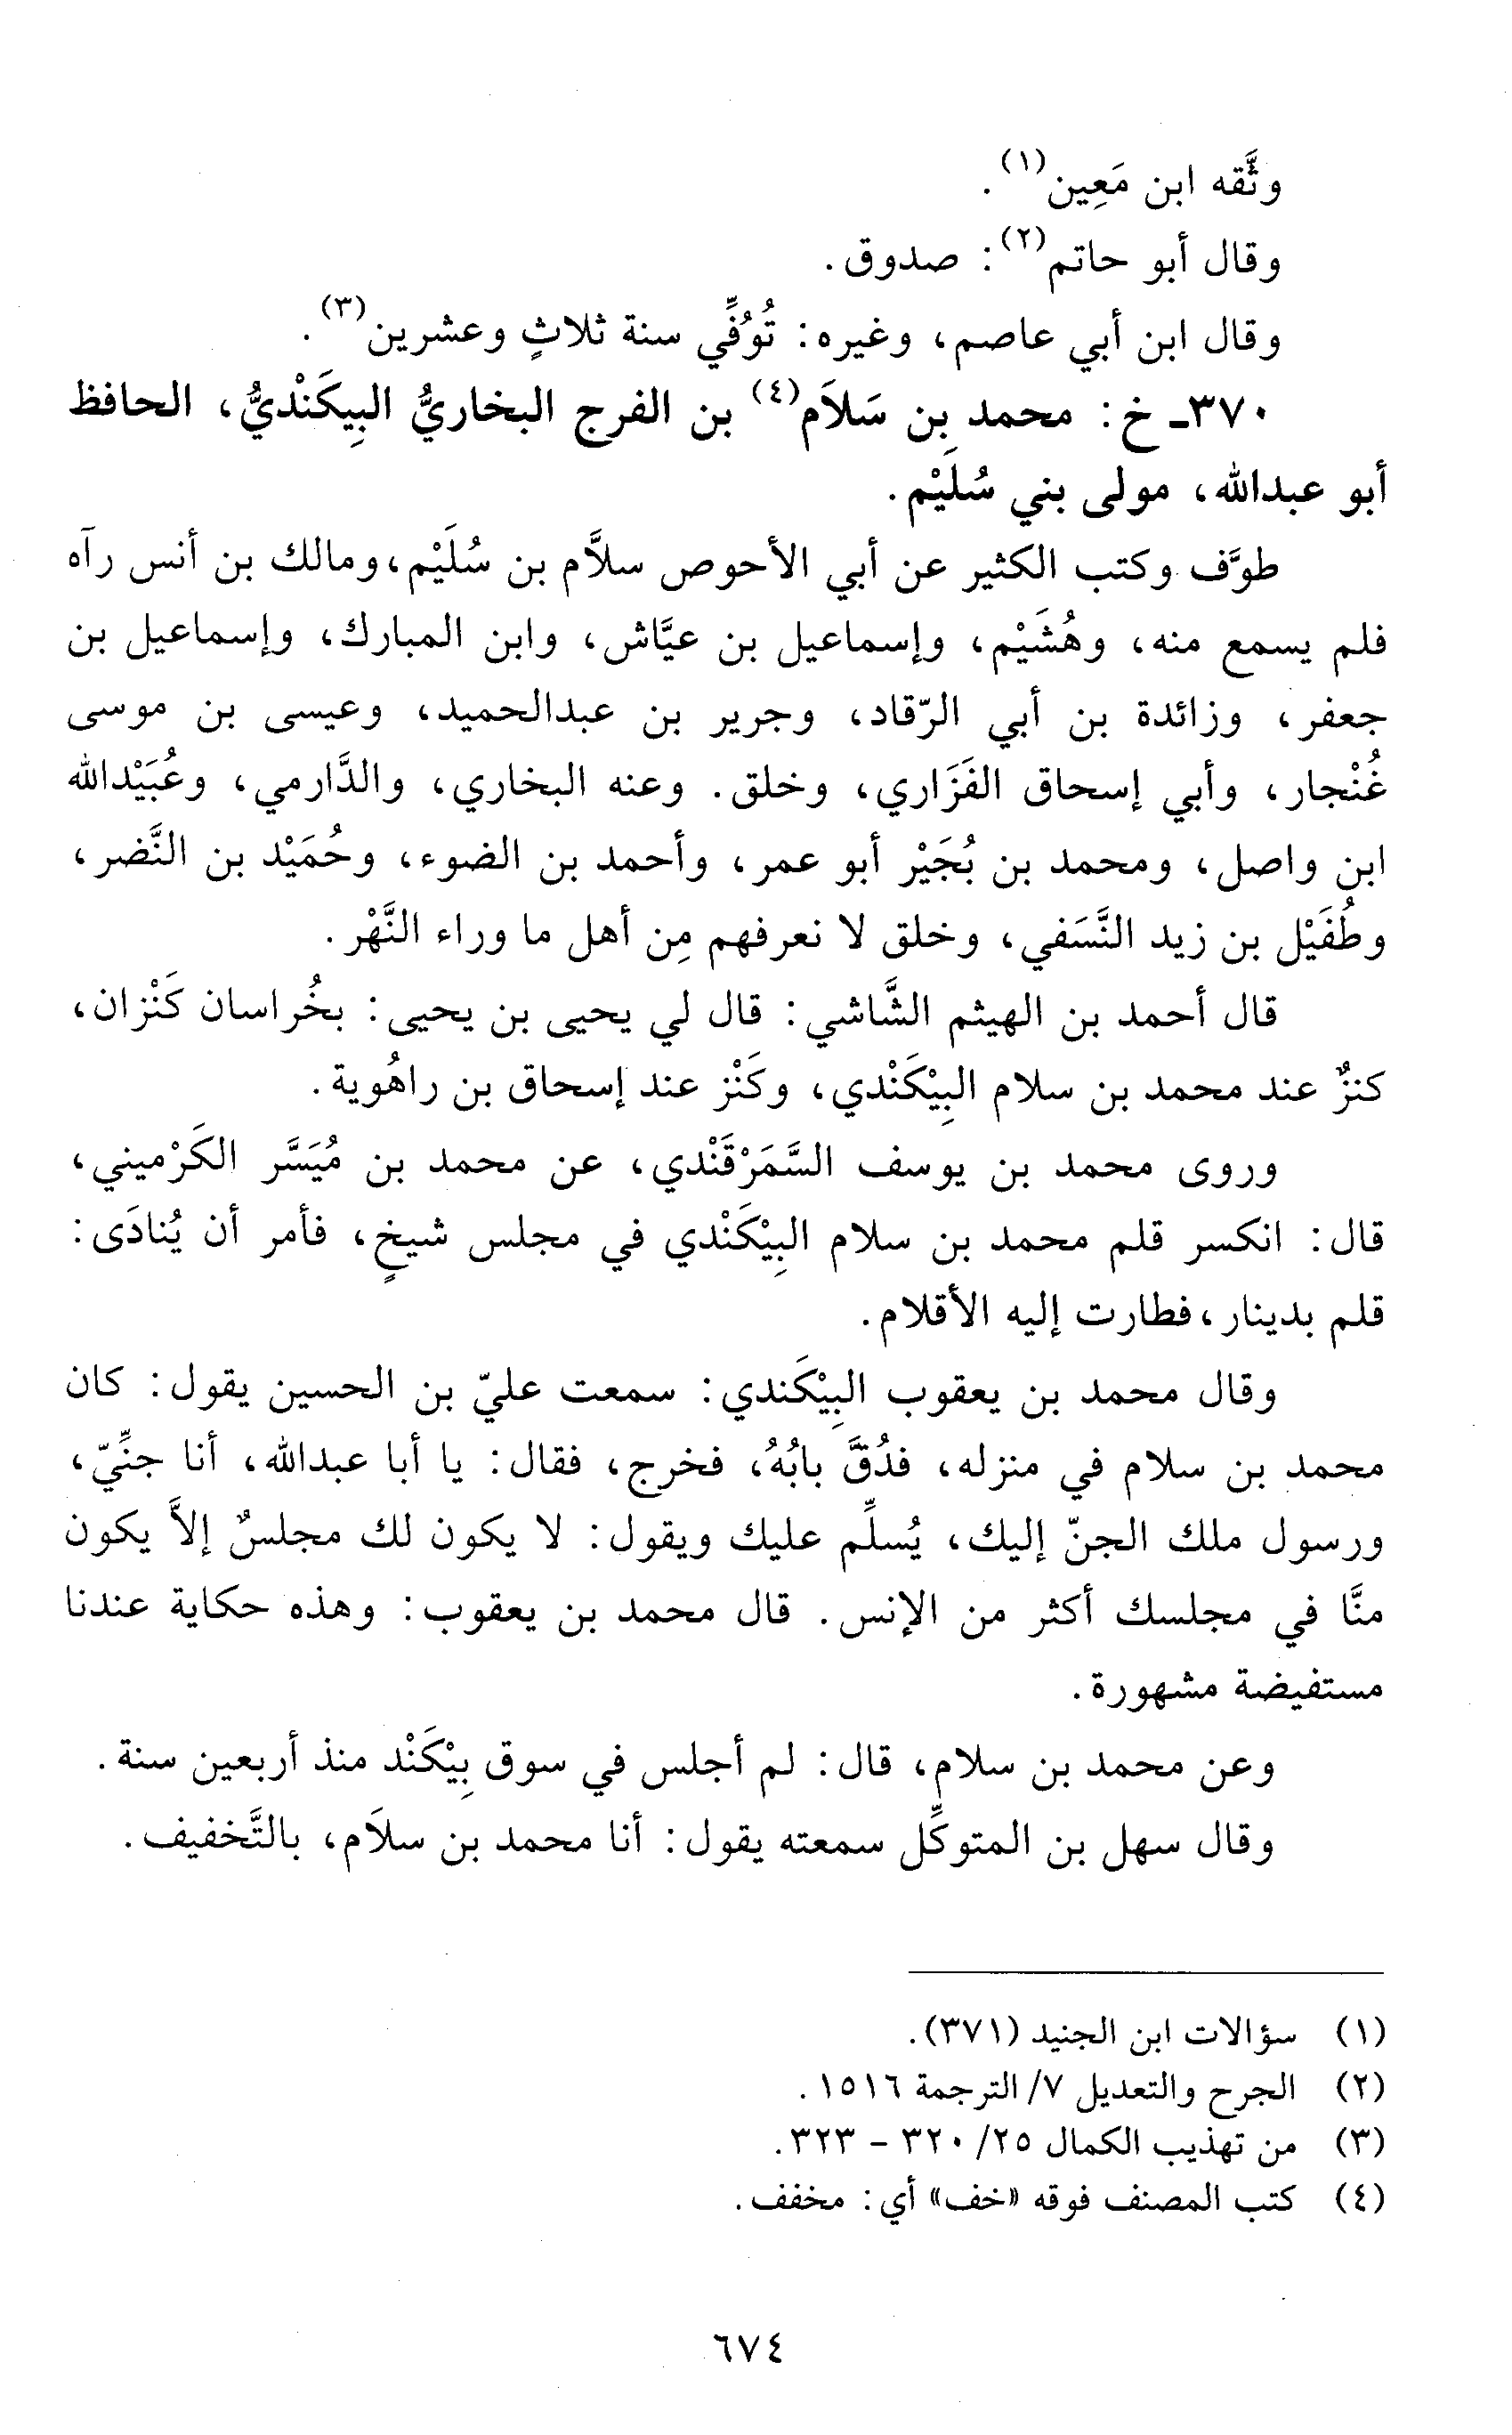 وثَّقه ابن مَعِين(١).
وقال أبو حاتم(٢): صدوق.
وقال ابن أبي عاصم، وغيره: تُوُفِّي سنة ثلاثٍ وعشرين(٣).
٣٧٠ـ خ: محمد بن سَلاَم(٤) بن الفرج البخاريُّ البِيكَنْديُّ، الحافظ
أبو عبدالله، مولى بني سُلَيْم.
طوَّف وكتب الكثير عن أبي الأحوص سلاَّم بن سُلَيْم، ومالك بن أنس رآه
فلم يسمع منه، وهُشَيْم، وإسماعيل بن عيَّاش، وابن المبارك، وإسماعيل بن
جعفر، وزائدة بن أبي الرّقاد، وجرير بن عبدالحميد، وعيسى بن موسى
غُنْجار، وأبي إسحاق الفَزَاري، وخلق. وعنه البخاري، والدَّارمي، وعُبَيْدالله
ابن واصل، ومحمد بن بُجَيْر أبو عمر، وأحمد بن الضوء، وحُمَيْد بن النَّضر،
وطُفَيْل بن زيد النَّسَفي، وخلق لا نعرفهم مِن أهل ما وراء النَّهْر.
قال أحمد بن الهيثم الشَّاشي: قال لي يحيى بن يحيى: بخُراسان كَنْزان،
كنزٌ عند محمد بن سلام البِيْكَنْدي، وكَنْز عند إسحاق بن راهُوية.
وروى محمد بن يوسف السَّمَرْقَنْدي، عن محمد بن مُيَسَّر الكَرْميني،
قال: انكسر قلم محمد بن سلام البِيْكَنْدي في مجلس شيخٍ، فأمر أن يُنادَى:
قلم بدينار، فطارت إليه الأقلام.
وقال محمد بن يعقوب البِيْكَندي: سمعت عليّ بن الحسين يقول: كان
محمد بن سلام في منزله، فدُقَّ بابُهُ، فخرج، فقال: يا أبا عبدالله، أنا جنِّيّ،
ورسول ملك الجنّ إليك، يُسلِّم عليك ويقول: لا يكون لك مجلسٌ إلاَّ يكون
منَّا في مجلسك أكثر من الإنس. قال محمد بن يعقوب: وهذه حكاية عندنا
مستفيضة مشهورة.
وعن محمد بن سلام، قال: لم أجلس في سوق بِيْكَنْد منذ أربعين سنة.
وقال سهل بن المتوكِّل سمعته يقول: أنا محمد بن سلاَم، بالتَّخفيف.
(١) سؤالات ابن الجنيد (٣٧١).
(٢) الجرح والتعديل ٧/ الترجمة ١٥١٦.
(٣) من تهذيب الكمال ٢٥/ ٣٢٠ - ٣٢٣.
(٤) كتب المصنف فوقه «خف» أي: مخفف.
٦٧٤